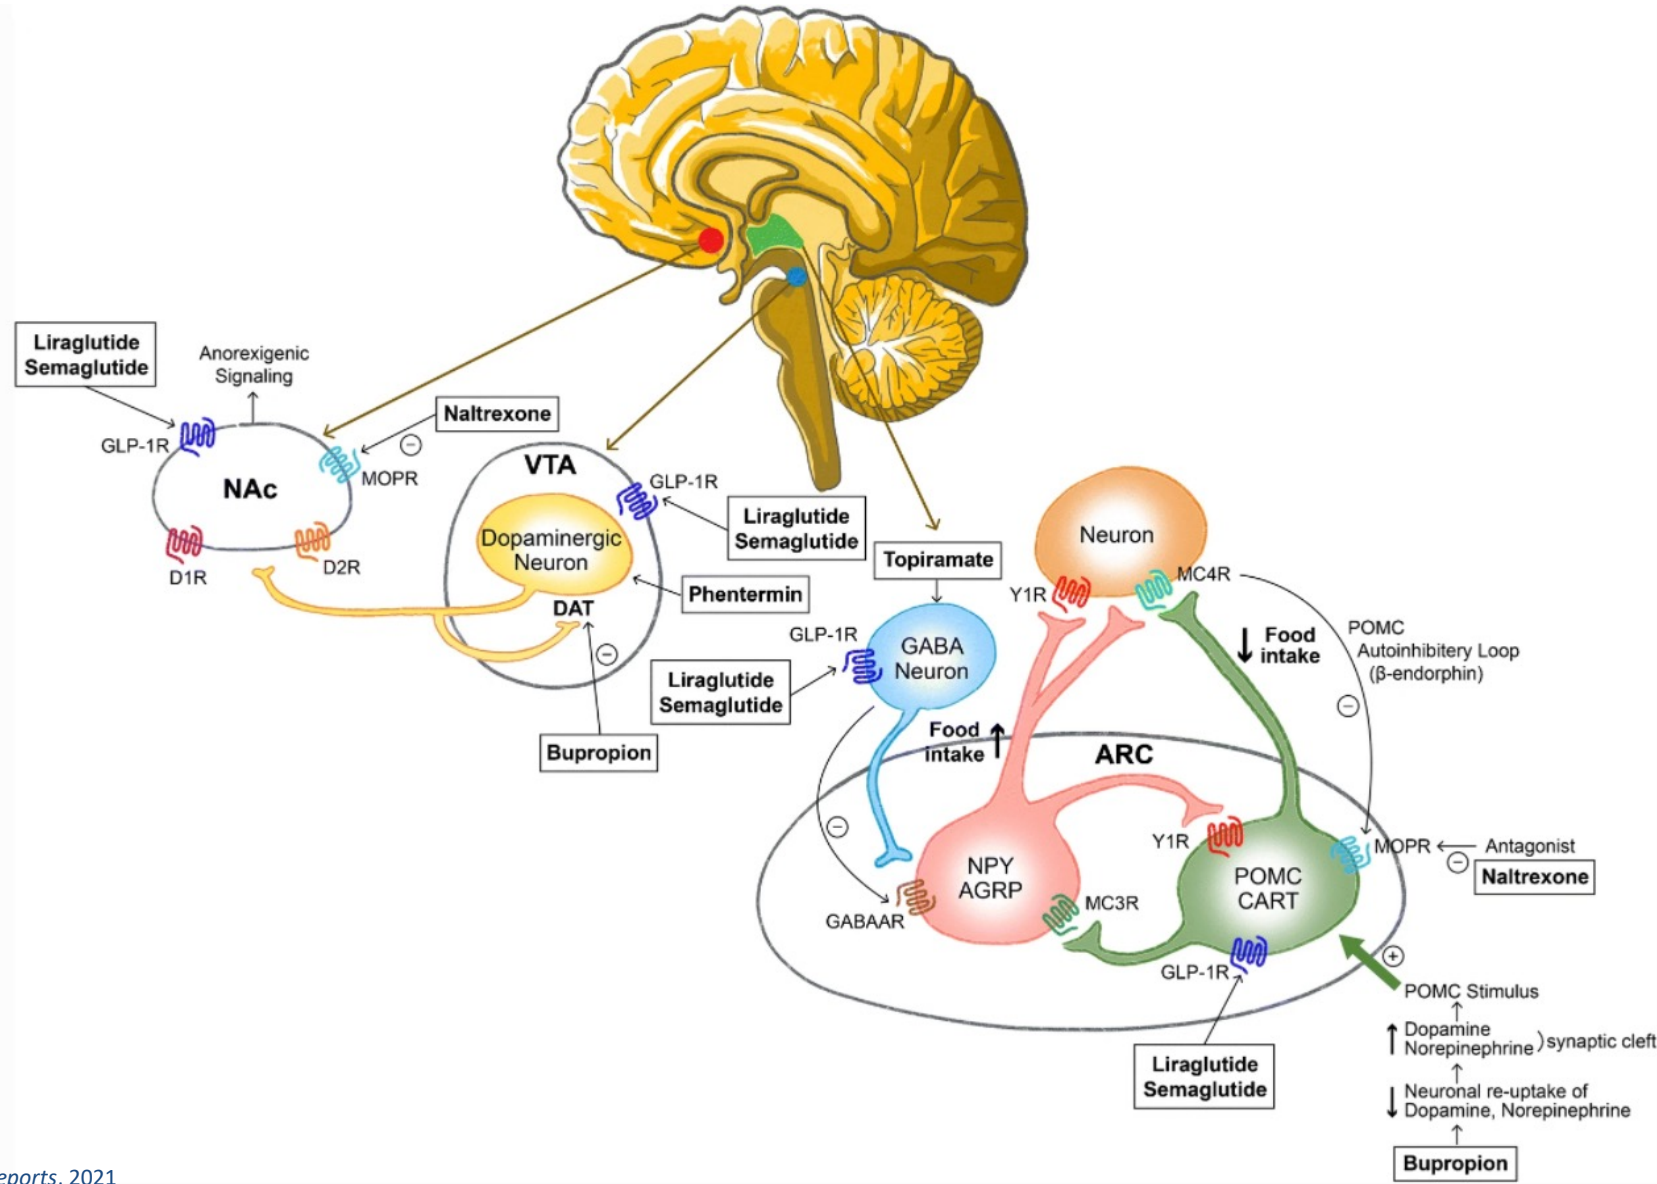 Liraglutide
Semaglutide
Anorexigenic
Signaling
Naltrexone
GLP-1R
MOPR
NAc
D1R
D2R
VTA
GLP-1R
Dopaminergic
Neuron
DAT
Liraglutide
Semaglutide
Phentermin
Bupropion
Topiramate
GLP-1R
GABA
Neuron
Liraglutide
Semaglutide
Neuron
Y1R
MC4R
Food
intake
POMC
Autoinhibitery Loop
(β-endorphin)
Food
intake
ARC
Y1R
MOPR
Antagonist
Naltrexone
NPY
AGRP
POMC
CART
GABAAR
MC3R
GLP-1R
Liraglutide
Semaglutide
POMC Stimulus
Dopamine
Norepinephrine ) synaptic cleft
Neuronal re-uptake of
Dopamine, Norepinephrine
Bupropion
eports, 2021